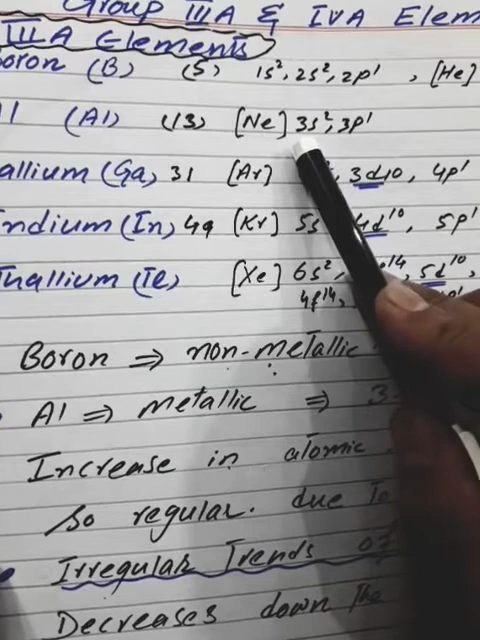 Group IIIA & IVA Elem
IIIA Elements
oron (B) (5) 1s², 2s², 2p¹ , [He]
l (Al) (13) [Ne] 3s², 3p¹
allium (Ga) 31 [Ar] , 3d10, 4p¹
Indium (In) 49 [Kr] 5s 4d¹⁰, 5p¹
Thallium (Tl) [Xe] 6s², ¹⁴, 5d¹⁰,
4f¹⁴,
Boron ⇒ non-metallic
Al ⇒ metallic ⇒ 3
Increase in atomic
So regular. due to
Irregular Trends of
Decreases down the